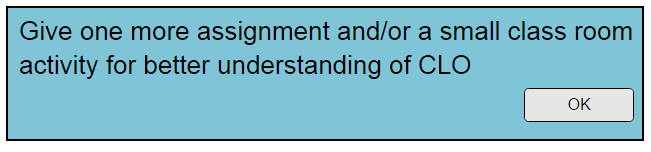 Give one more assignment and/or a small class room
activity for better understanding of CLO
OK